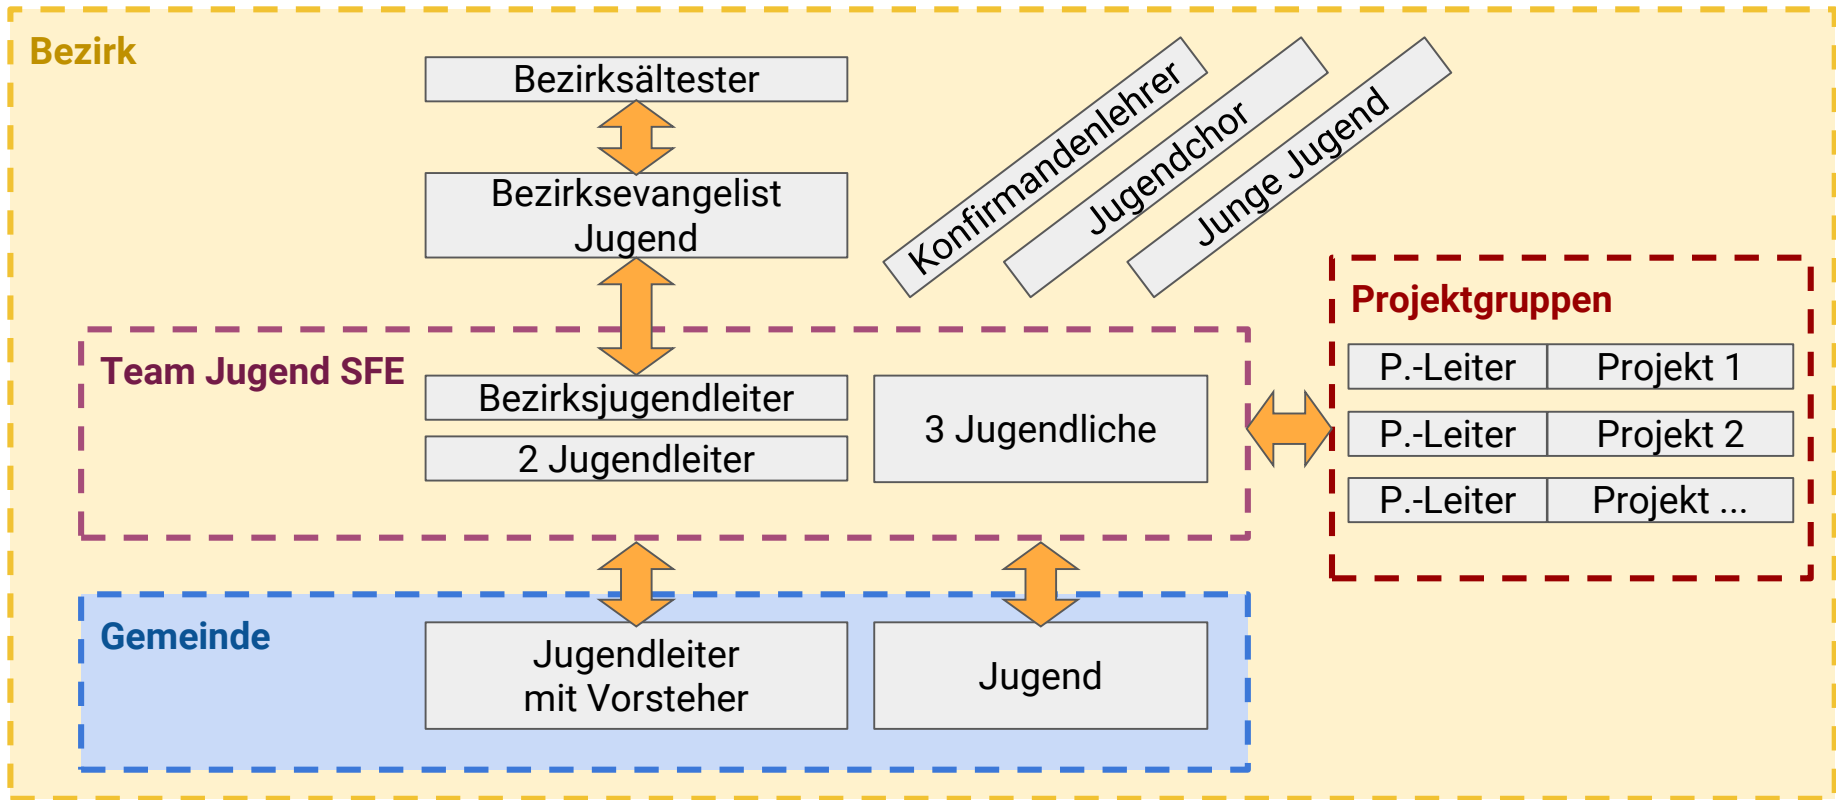 Bezirk
Bezirksältester
Bezirksevangelist
Jugend
Konfirmandenlehrer
Jugendchor
Junge Jugend
Team Jugend SFE
Bezirksjugendleiter
2 Jugendleiter
3 Jugendliche
Projektgruppen
P.-Leiter Projekt 1
P.-Leiter Projekt 2
P.-Leiter Projekt ...
Gemeinde
Jugendleiter
mit Vorsteher
Jugend